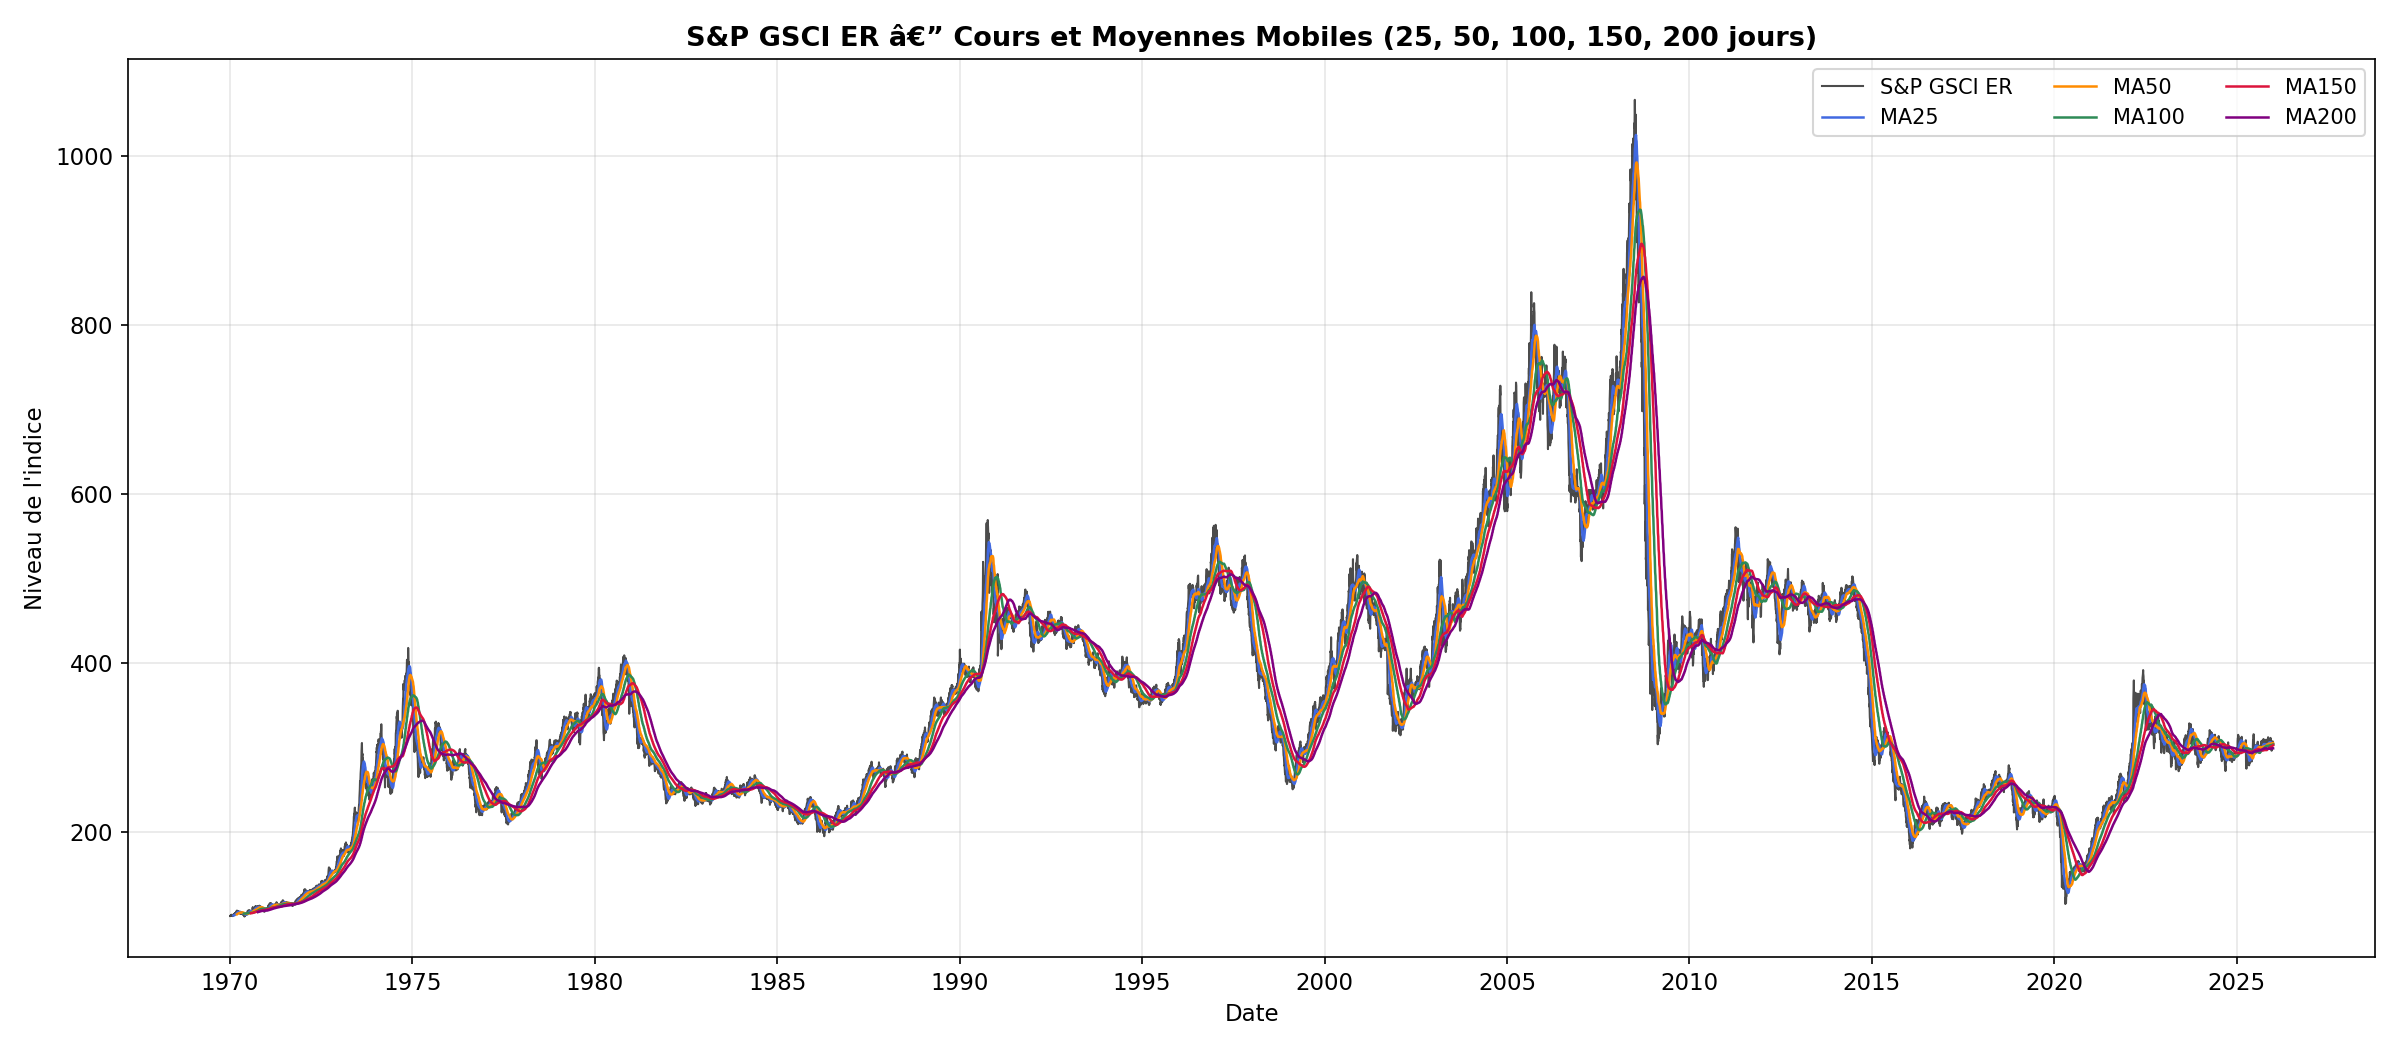 S&P GSCI ER â€” Cours et Moyennes Mobiles (25, 50, 100, 150, 200 jours)
S&P GSCI ER
MA25
MA50
MA100
MA150
MA200
Niveau de l'indice
1000
800
600
400
200
1970
1975
1980
1985
1990
1995
2000
2005
2010
2015
2020
2025
Date